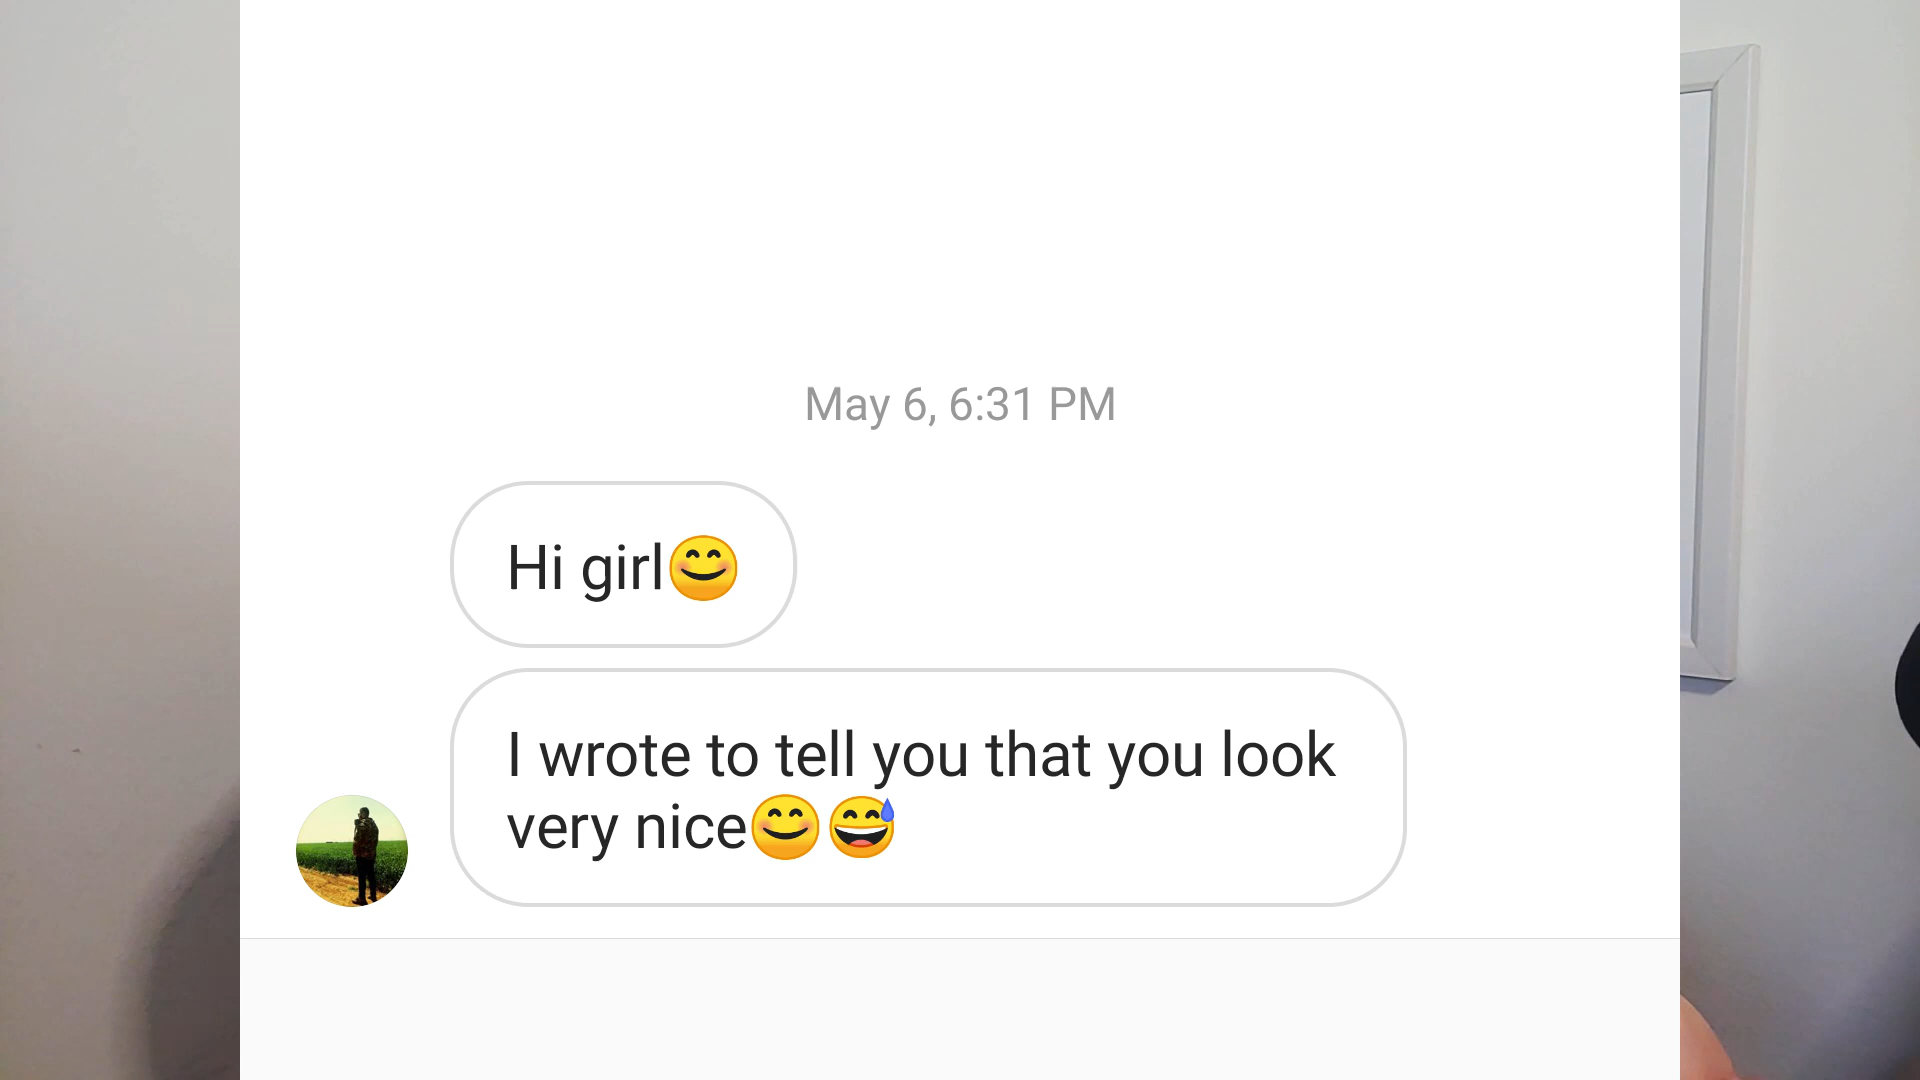 May 6, 6:31 PM
Hi girl😊
I wrote to tell you that you look
very nice😊😅